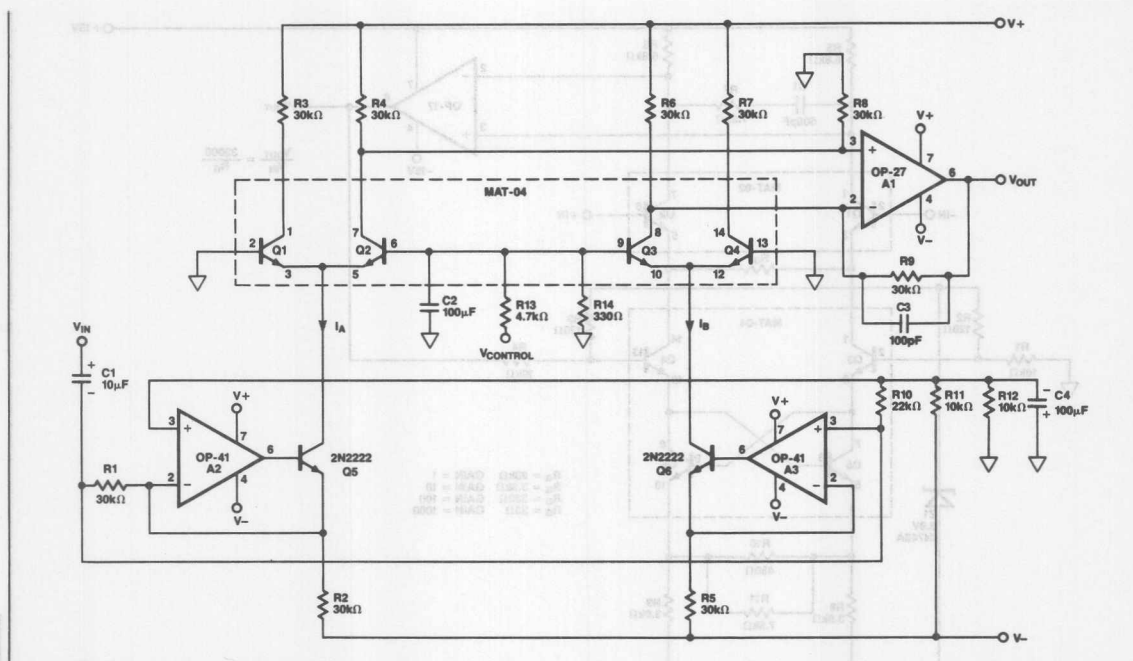 V+
R3
30kΩ
R4
30kΩ
R6
30kΩ
R7
30kΩ
R8
30kΩ
V+
3
+
7
OP-27
A1
6
VOUT
2
−
4
V−
MAT-04
1
2
Q1
3
7
Q2
6
5
8
9
Q3
10
14
Q4
13
12
R9
30kΩ
C3
100pF
C2
100μF
R13
4.7kΩ
R14
330Ω
VCONTROL
IA
IB
VIN
+
C1
10μF
−
R10
22kΩ
R11
10kΩ
R12
10kΩ
−
C4
100μF
+
V+
3
+
7
OP-41
A2
6
2
−
4
V−
R1
30kΩ
2N2222
Q5
2N2222
Q6
V+
7
+
3
6
OP-41
A3
−
2
4
V−
R2
30kΩ
R5
30kΩ
V−